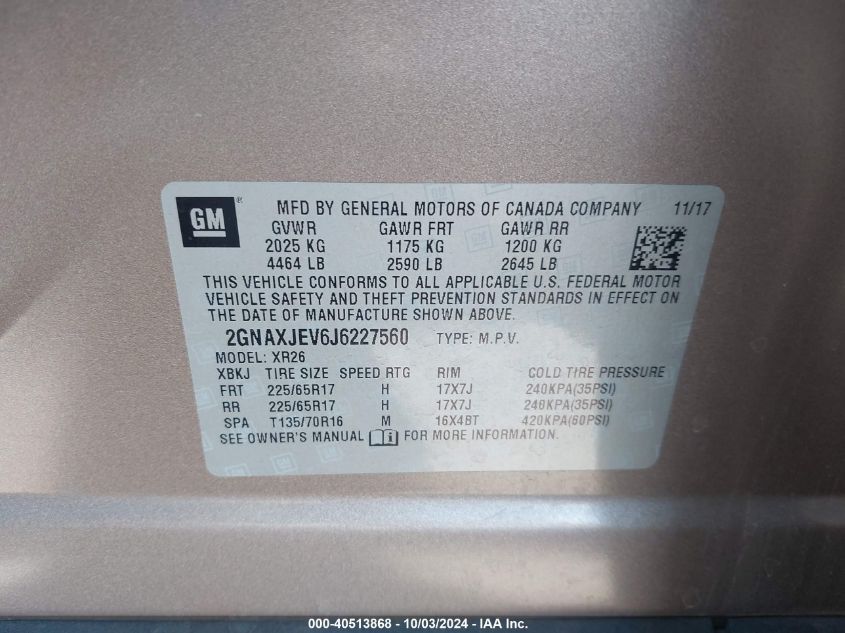 GM ® MFD BY GENERAL MOTORS OF CANADA COMPANY 11/17
GVWR GAWR FRT GAWR RR
2025 KG 1175 KG 1200 KG
4464 LB 2590 LB 2645 LB
THIS VEHICLE CONFORMS TO ALL APPLICABLE U.S. FEDERAL MOTOR
VEHICLE SAFETY AND THEFT PREVENTION STANDARDS IN EFFECT ON
THE DATE OF MANUFACTURE SHOWN ABOVE.
2GNAXJEV6J6227560 TYPE: M.P.V.
MODEL: XR26
XBKJ TIRE SIZE SPEED RTG RIM COLD TIRE PRESSURE
FRT 225/65R17 H 17X7J 240KPA(35PSI)
RR 225/65R17 H 17X7J 240KPA(35PSI)
SPA T135/70R16 M 16X4BT 420KPA(60PSI)
SEE OWNER'S MANUAL FOR MORE INFORMATION.
000-40513868 - 10/03/2024 - IAA Inc.